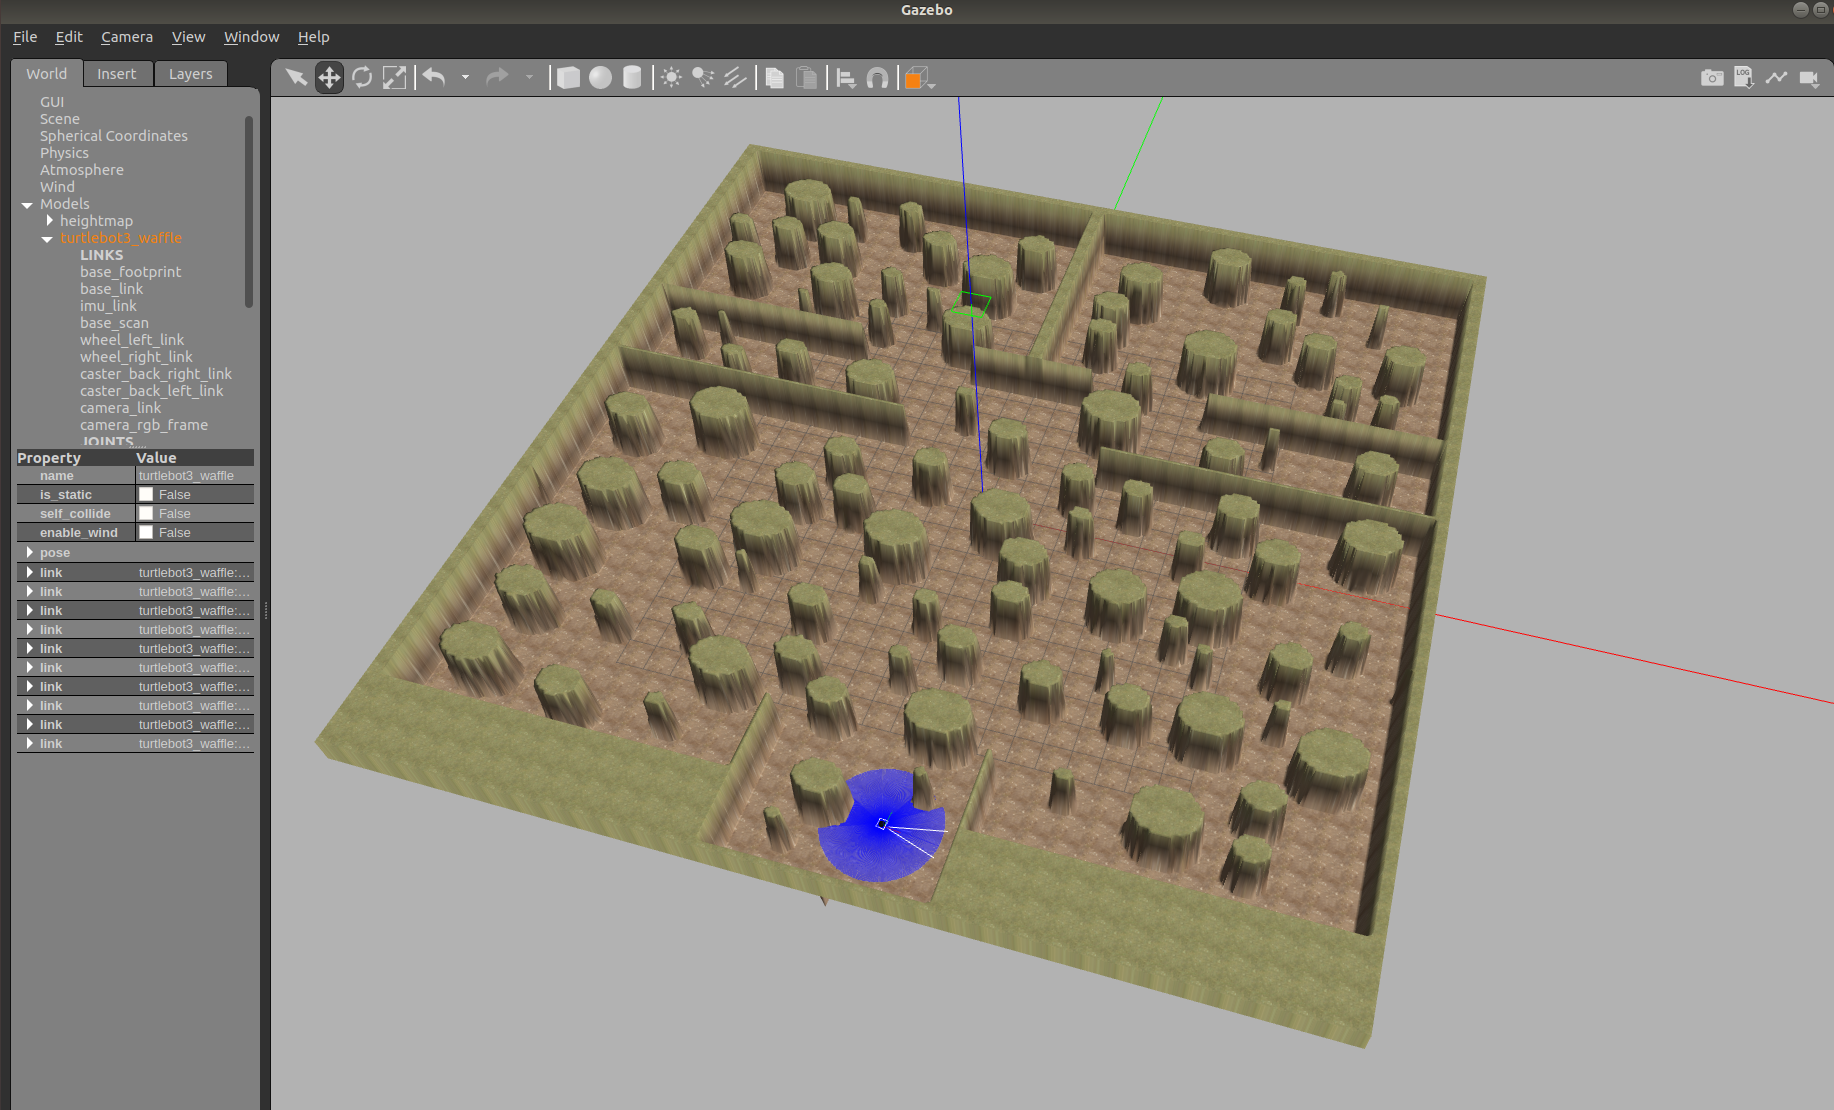 Gazebo
File Edit Camera View Window Help
World Insert Layers
LOG
GUI
Scene
Spherical Coordinates
Physics
Atmosphere
Wind
Models
heightmap
turtlebot3_waffle
LINKS
base_footprint
base_link
imu_link
base_scan
wheel_left_link
wheel_right_link
caster_back_right_link
caster_back_left_link
camera_link
camera_rgb_frame
JOINTS
Property Value
name turtlebot3_waffle
is_static False
self_collide False
enable_wind False
pose
link turtlebot3_waffle:...
link turtlebot3_waffle:...
link turtlebot3_waffle:...
link turtlebot3_waffle:...
link turtlebot3_waffle:...
link turtlebot3_waffle:...
link turtlebot3_waffle:...
link turtlebot3_waffle:...
link turtlebot3_waffle:...
link turtlebot3_waffle:...